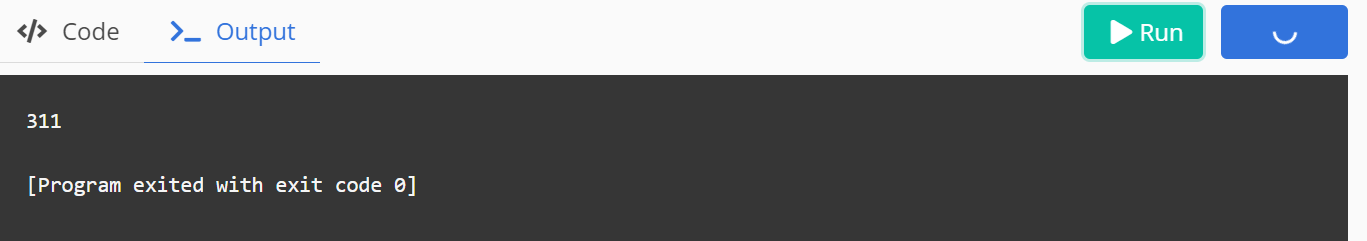 </> Code >_ Output Run
311
[Program exited with exit code 0]